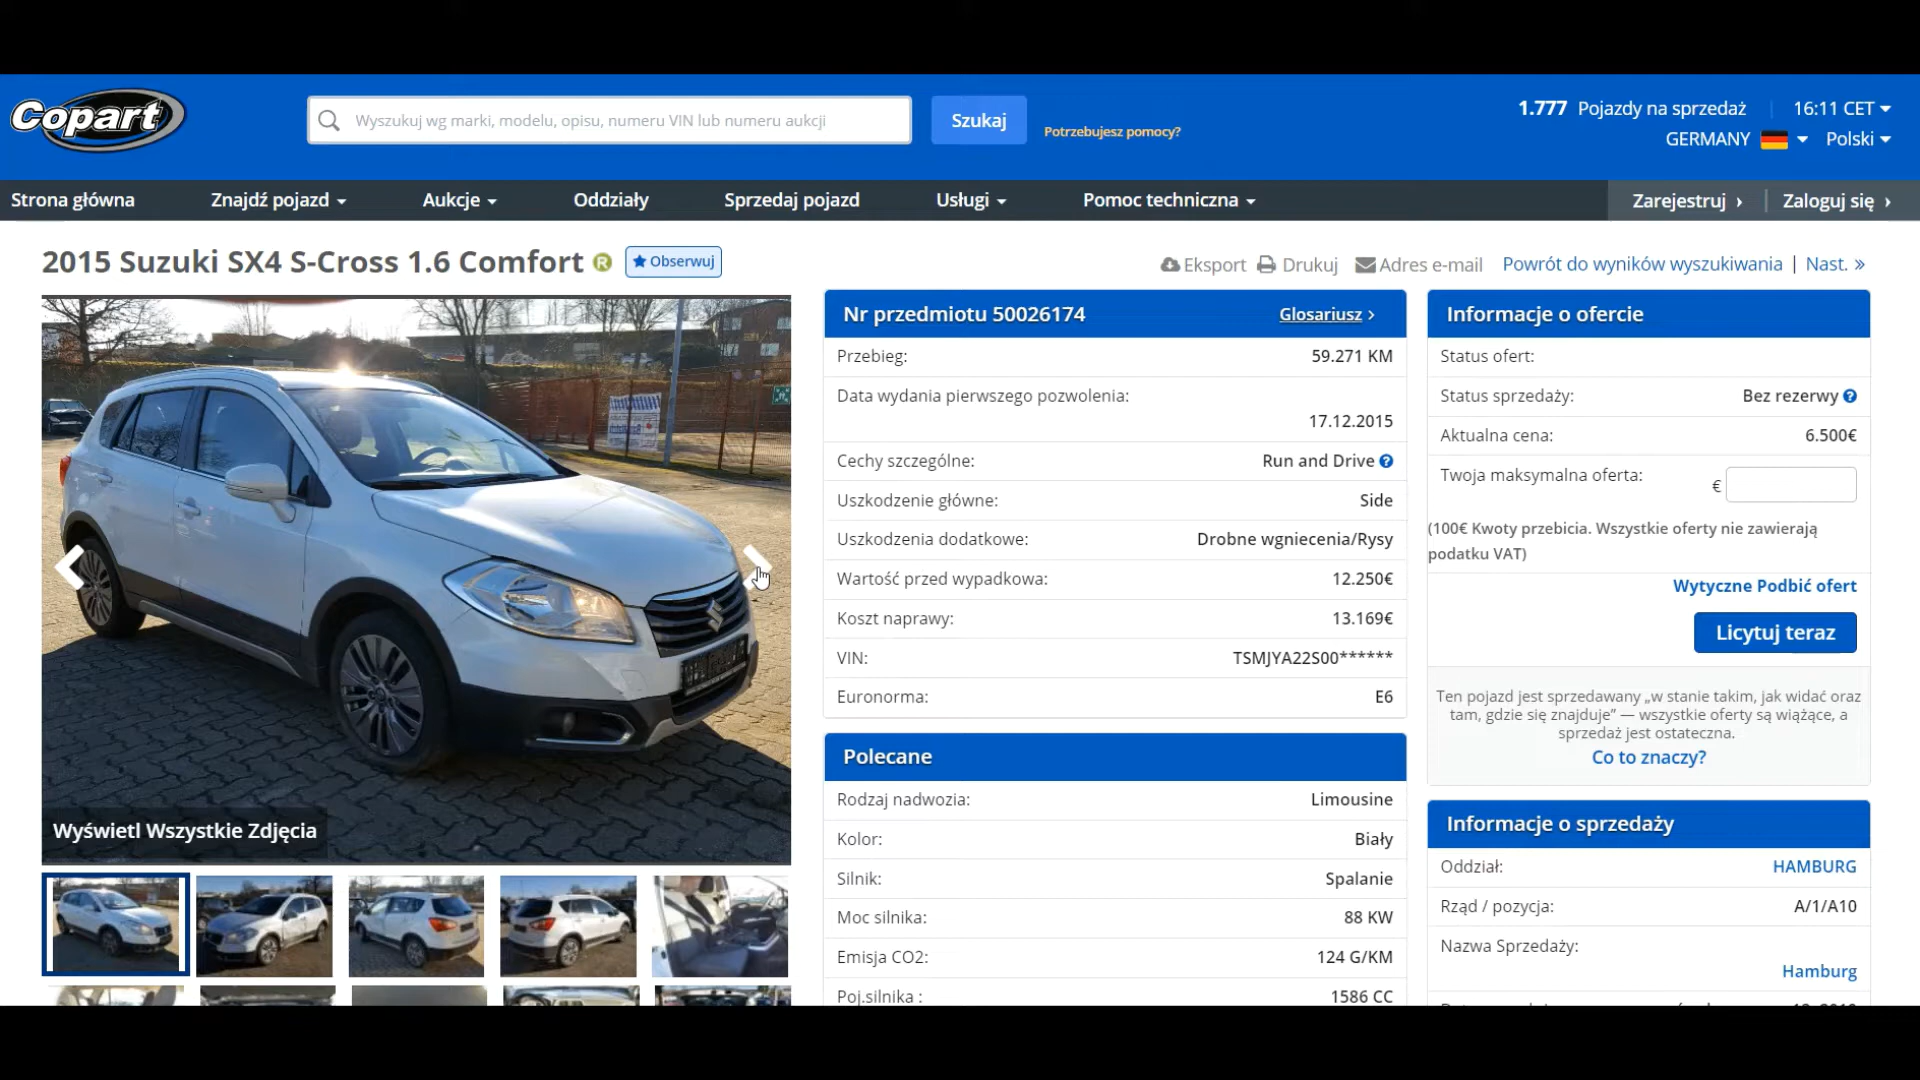 Copart
Wyszukuj wg marki, modelu, opisu, numeru VIN lub numeru aukcji
Szukaj
Potrzebujesz pomocy?
1.777 Pojazdy na sprzedaż
16:11 CET
GERMANY
Polski
Strona główna
Znajdź pojazd
Aukcje
Oddziały
Sprzedaj pojazd
Usługi
Pomoc techniczna
Zarejestruj ›
Zaloguj się ›
2015 Suzuki SX4 S-Cross 1.6 Comfort
R
Obserwuj
Eksport
Drukuj
Adres e-mail
Powrót do wyników wyszukiwania | Nast. »
Wyświetl Wszystkie Zdjęcia
Nr przedmiotu 50026174
Glosariusz ›
Przebieg: 59.271 KM
Data wydania pierwszego pozwolenia:
17.12.2015
Cechy szczególne: Run and Drive ?
Uszkodzenie główne: Side
Uszkodzenia dodatkowe: Drobne wgniecenia/Rysy
Wartość przed wypadkowa: 12.250€
Koszt naprawy: 13.169€
VIN: TSMJYA22S00******
Euronorma: E6
Polecane
Rodzaj nadwozia: Limousine
Kolor: Biały
Silnik: Spalanie
Moc silnika: 88 KW
Emisja CO2: 124 G/KM
Poj.silnika : 1586 CC
Informacje o ofercie
Status ofert:
Status sprzedaży: Bez rezerwy ?
Aktualna cena: 6.500€
Twoja maksymalna oferta:
€
(100€ Kwoty przebicia. Wszystkie oferty nie zawierają
podatku VAT)
Wytyczne Podbić ofert
Licytuj teraz
Ten pojazd jest sprzedawany „w stanie takim, jak widać oraz
tam, gdzie się znajduje” — wszystkie oferty są wiążące, a
sprzedaż jest ostateczna.
Co to znaczy?
Informacje o sprzedaży
Oddział: HAMBURG
Rząd / pozycja: A/1/A10
Nazwa Sprzedaży:
Hamburg